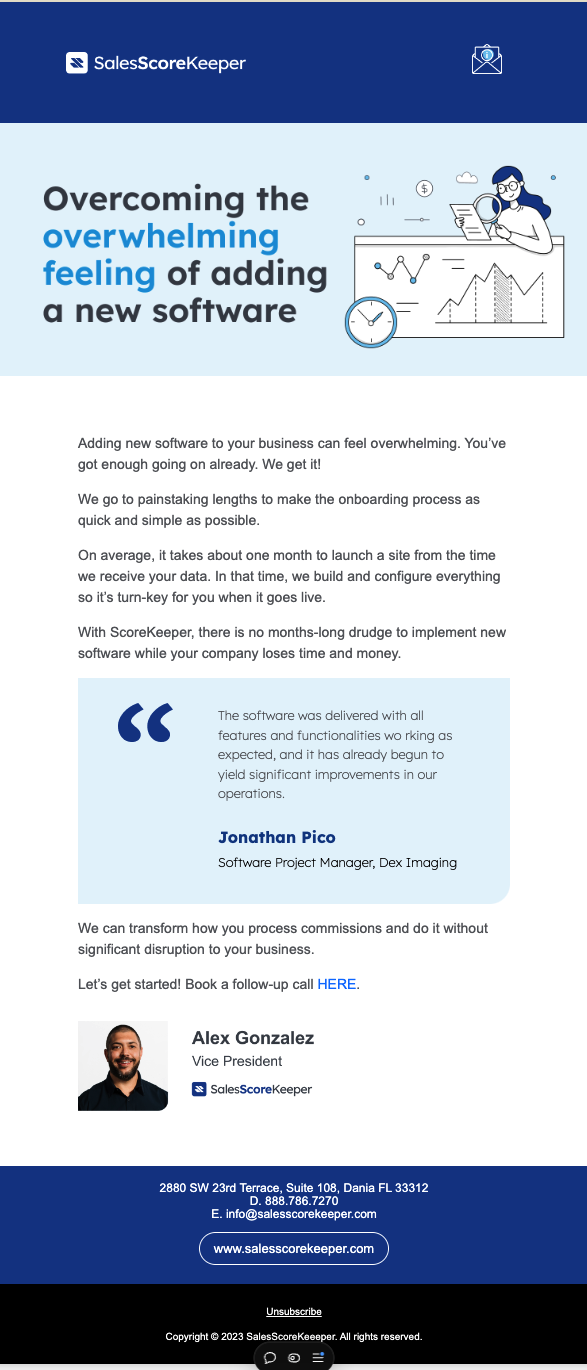 SalesScoreKeeper
Overcoming the
overwhelming
feeling of adding
a new software
$
Adding new software to your business can feel overwhelming. You’ve
got enough going on already. We get it!
We go to painstaking lengths to make the onboarding process as
quick and simple as possible.
On average, it takes about one month to launch a site from the time
we receive your data. In that time, we build and configure everything
so it’s turn-key for you when it goes live.
With ScoreKeeper, there is no months-long drudge to implement new
software while your company loses time and money.
“
The software was delivered with all
features and functionalities wo rking as
expected, and it has already begun to
yield significant improvements in our
operations.
Jonathan Pico
Software Project Manager, Dex Imaging
We can transform how you process commissions and do it without
significant disruption to your business.
Let’s get started! Book a follow-up call HERE.
Alex Gonzalez
Vice President
SalesScoreKeeper
2880 SW 23rd Terrace, Suite 108, Dania FL 33312
D. 888.786.7270
E. info@salesscorekeeper.com
www.salesscorekeeper.com
Unsubscribe
Copyright © 2023 SalesScoreKeeeper. All rights reserved.